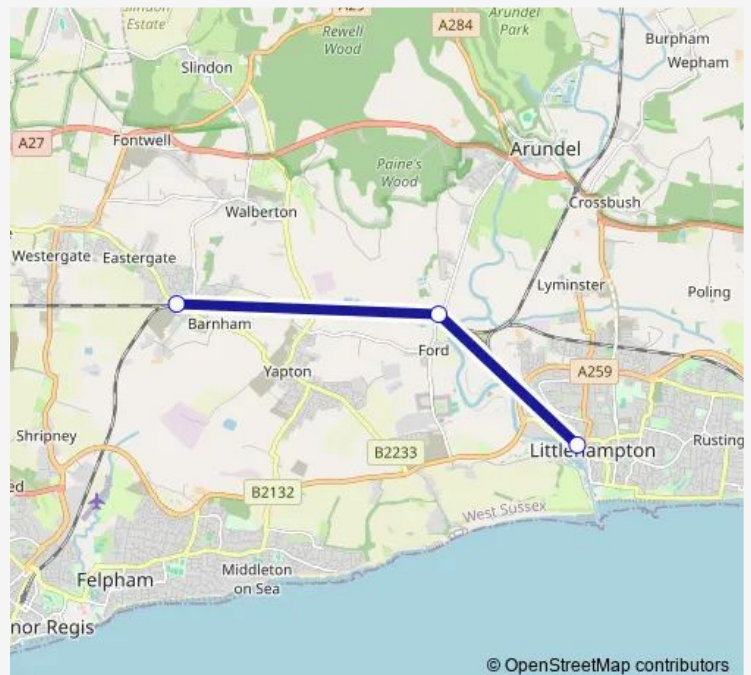 Slindon
Estate
A29
A284
Arundel
Park
Rewell
Wood
Burpham
Wepham
Slindon
A27
Fontwell
Arundel
Paine's
Wood
Crossbush
Walberton
Westergate
Eastergate
Lyminster
Poling
Barnham
Ford
Yapton
A259
Shripney
B2233
Littlehampton
Rusting
ed
B2132
West Sussex
Felpham
Middleton
on Sea
nor Regis
© OpenStreetMap contributors